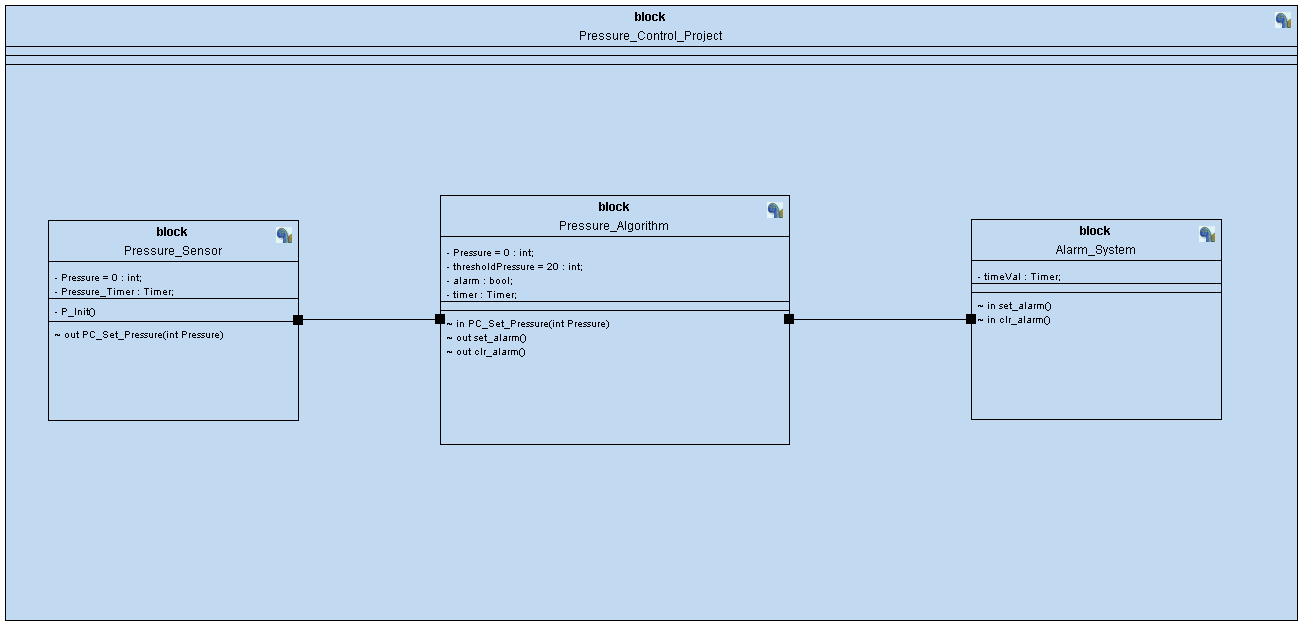 block
Pressure_Control_Project
block
Pressure_Sensor
- Pressure = 0 : int;
- Pressure_Timer : Timer;
- P_Init()
~ out PC_Set_Pressure(int Pressure)
block
Pressure_Algorithm
- Pressure = 0 : int;
- thresholdPressure = 20 : int;
- alarm : bool;
- timer : Timer;
~ in PC_Set_Pressure(int Pressure)
~ out set_alarm()
~ out clr_alarm()
block
Alarm_System
- timeVal : Timer;
~ in set_alarm()
~ in clr_alarm()